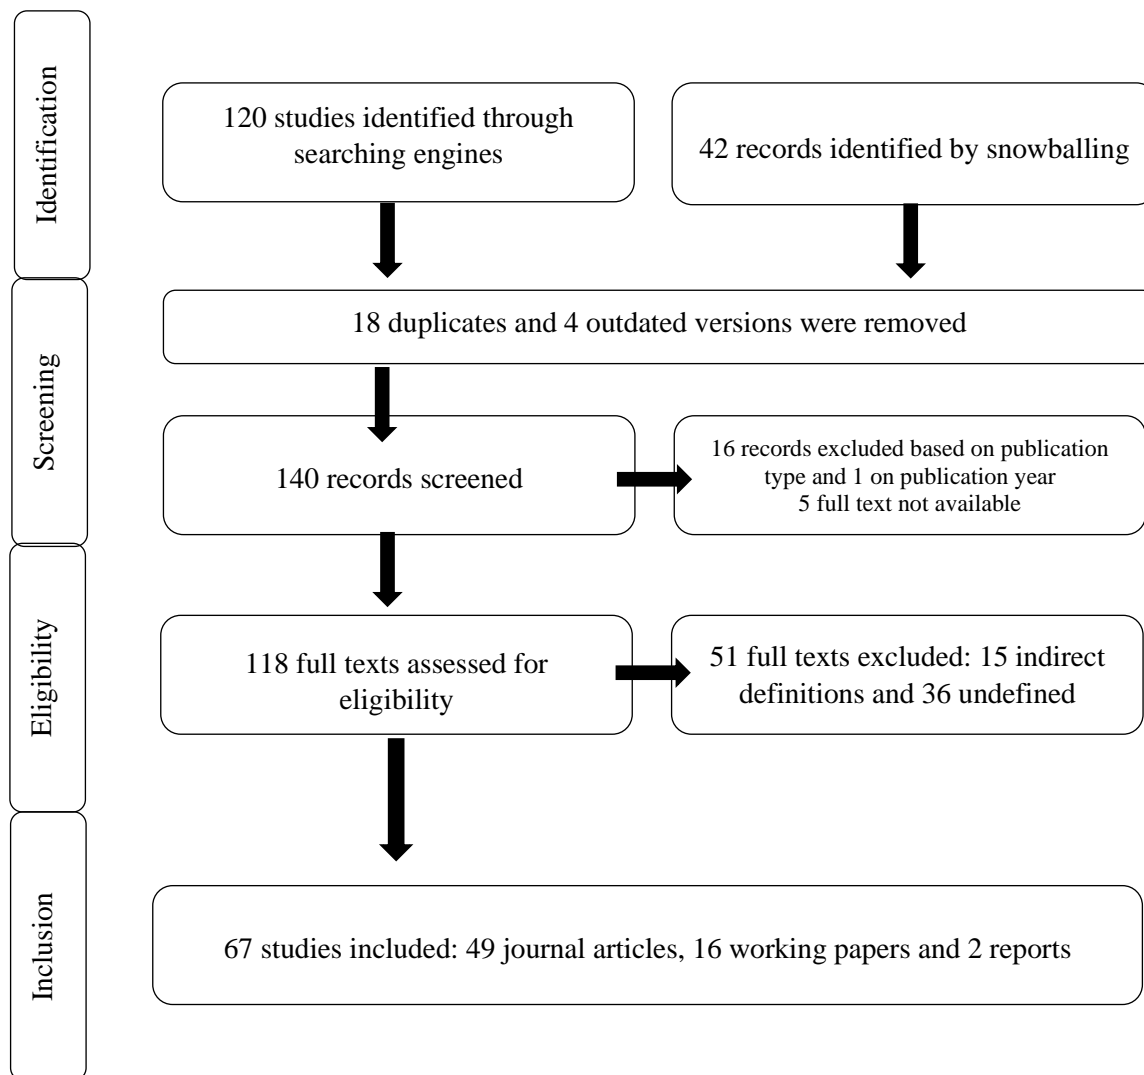 Identification
120 studies identified through
searching engines
42 records identified by snowballing
Screening
18 duplicates and 4 outdated versions were removed
140 records screened
16 records excluded based on publication
type and 1 on publication year
5 full text not available
Eligibility
118 full texts assessed for
eligibility
51 full texts excluded: 15 indirect
definitions and 36 undefined
Inclusion
67 studies included: 49 journal articles, 16 working papers and 2 reports